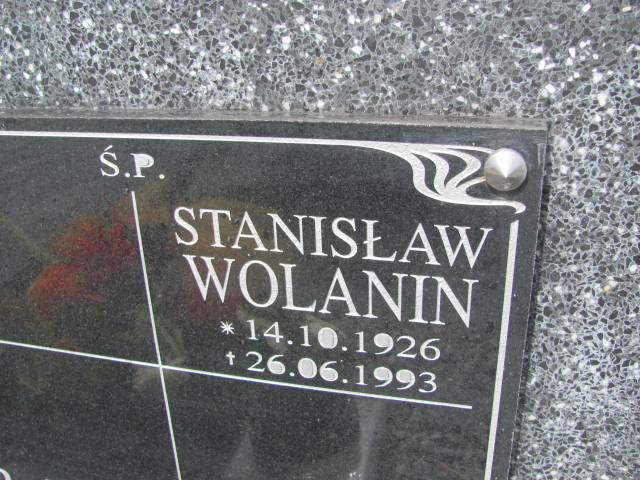 Ś.P.
STANISŁAW
WOLANIN
* 14.10.1926
† 26.06.1993